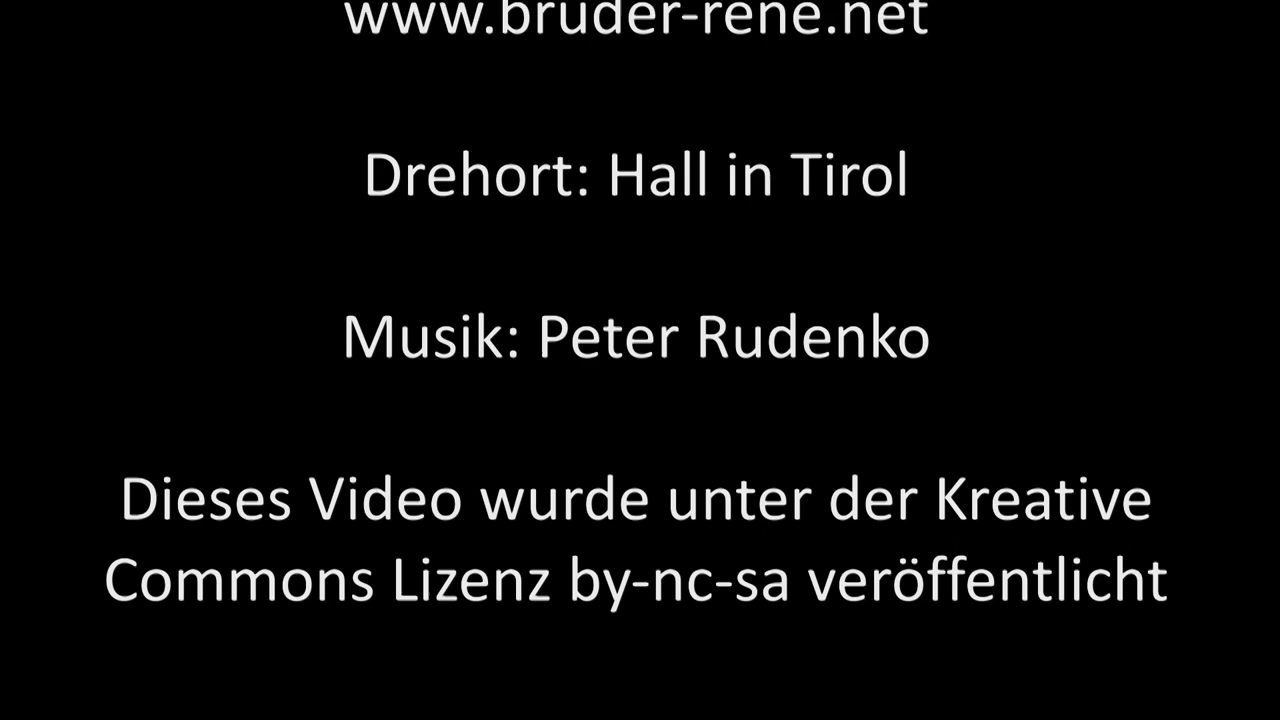 www.bruder-rene.net
Drehort: Hall in Tirol
Musik: Peter Rudenko
Dieses Video wurde unter der Kreative
Commons Lizenz by-nc-sa veröffentlicht